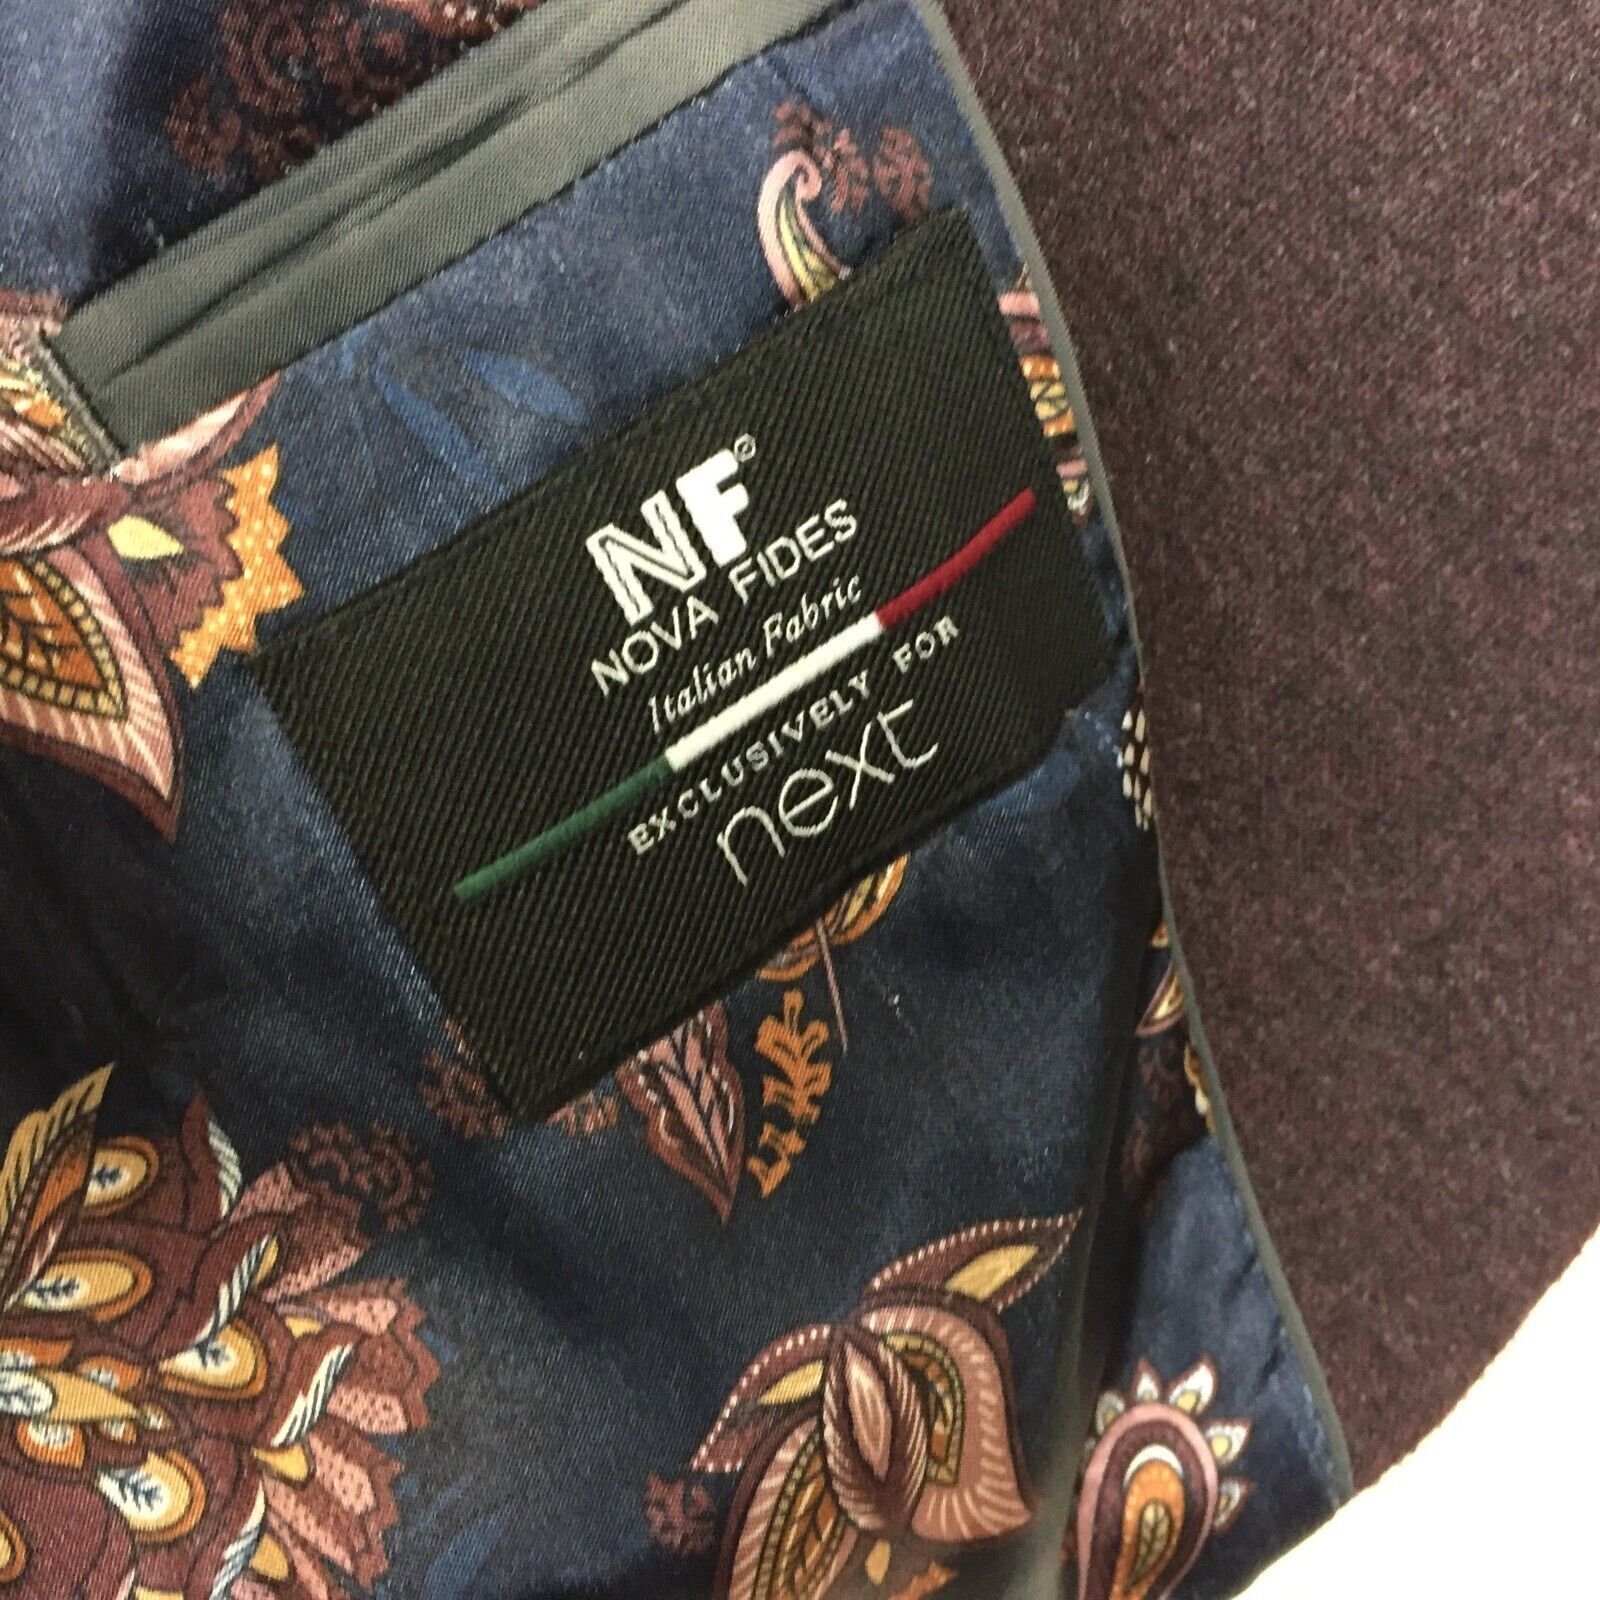 NF®
NOVA FIDES
Italian Fabric
EXCLUSIVELY FOR
next